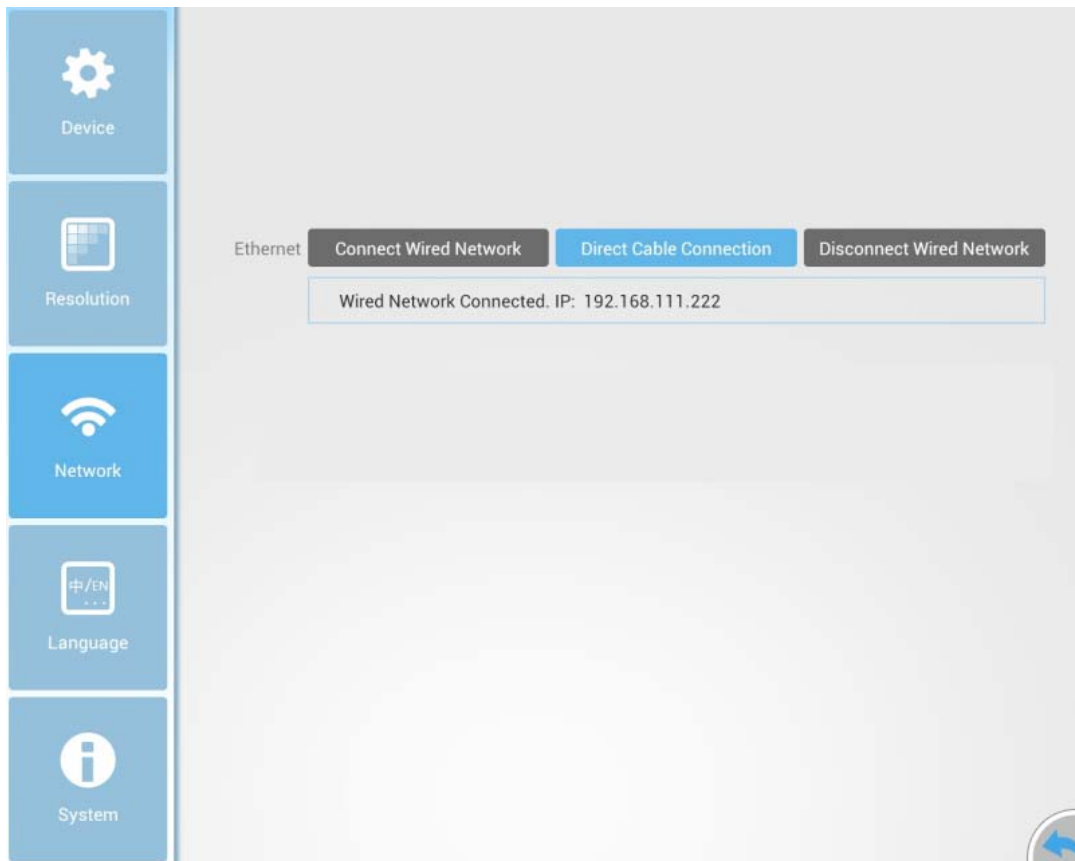 Device
Resolution
Ethernet Connect Wired Network Direct Cable Connection Disconnect Wired Network
Wired Network Connected. IP: 192.168.111.222
Network
中/EN
...
Language
System